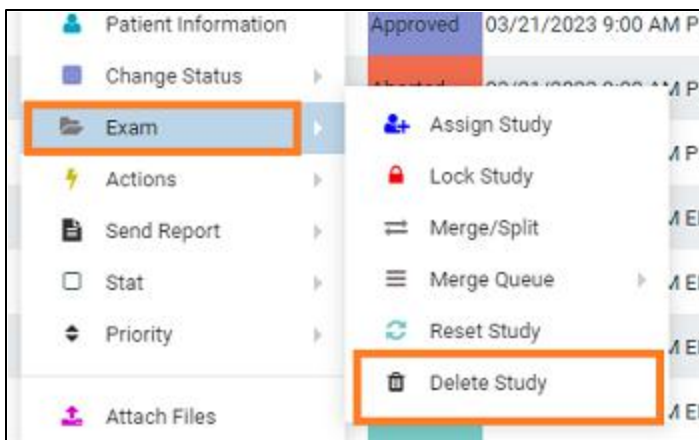 Patient Information
Change Status
Exam
Actions
Send Report
Stat
Priority
Attach Files
Approved 03/21/2023 9:00 AM P
M P
M P
M E
M E
M E
M E
Assign Study
Lock Study
Merge/Split
Merge Queue
Reset Study
Delete Study